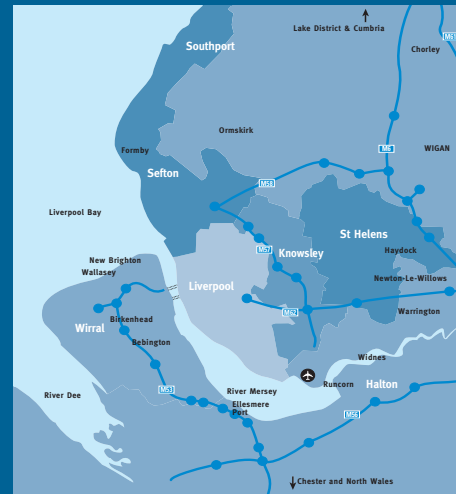 Lake District & Cumbria
M6
Southport
Chorley
Ormskirk
Formby
M6
WIGAN
Sefton
M58
Liverpool Bay
St Helens
M57
Knowsley
Haydock
New Brighton
Wallasey
Newton-Le-Willows
Liverpool
M62
Warrington
Birkenhead
Wirral
Bebington
Widnes
M53
River Mersey
Runcorn
Halton
River Dee
Ellesmere
Port
M56
Chester and North Wales